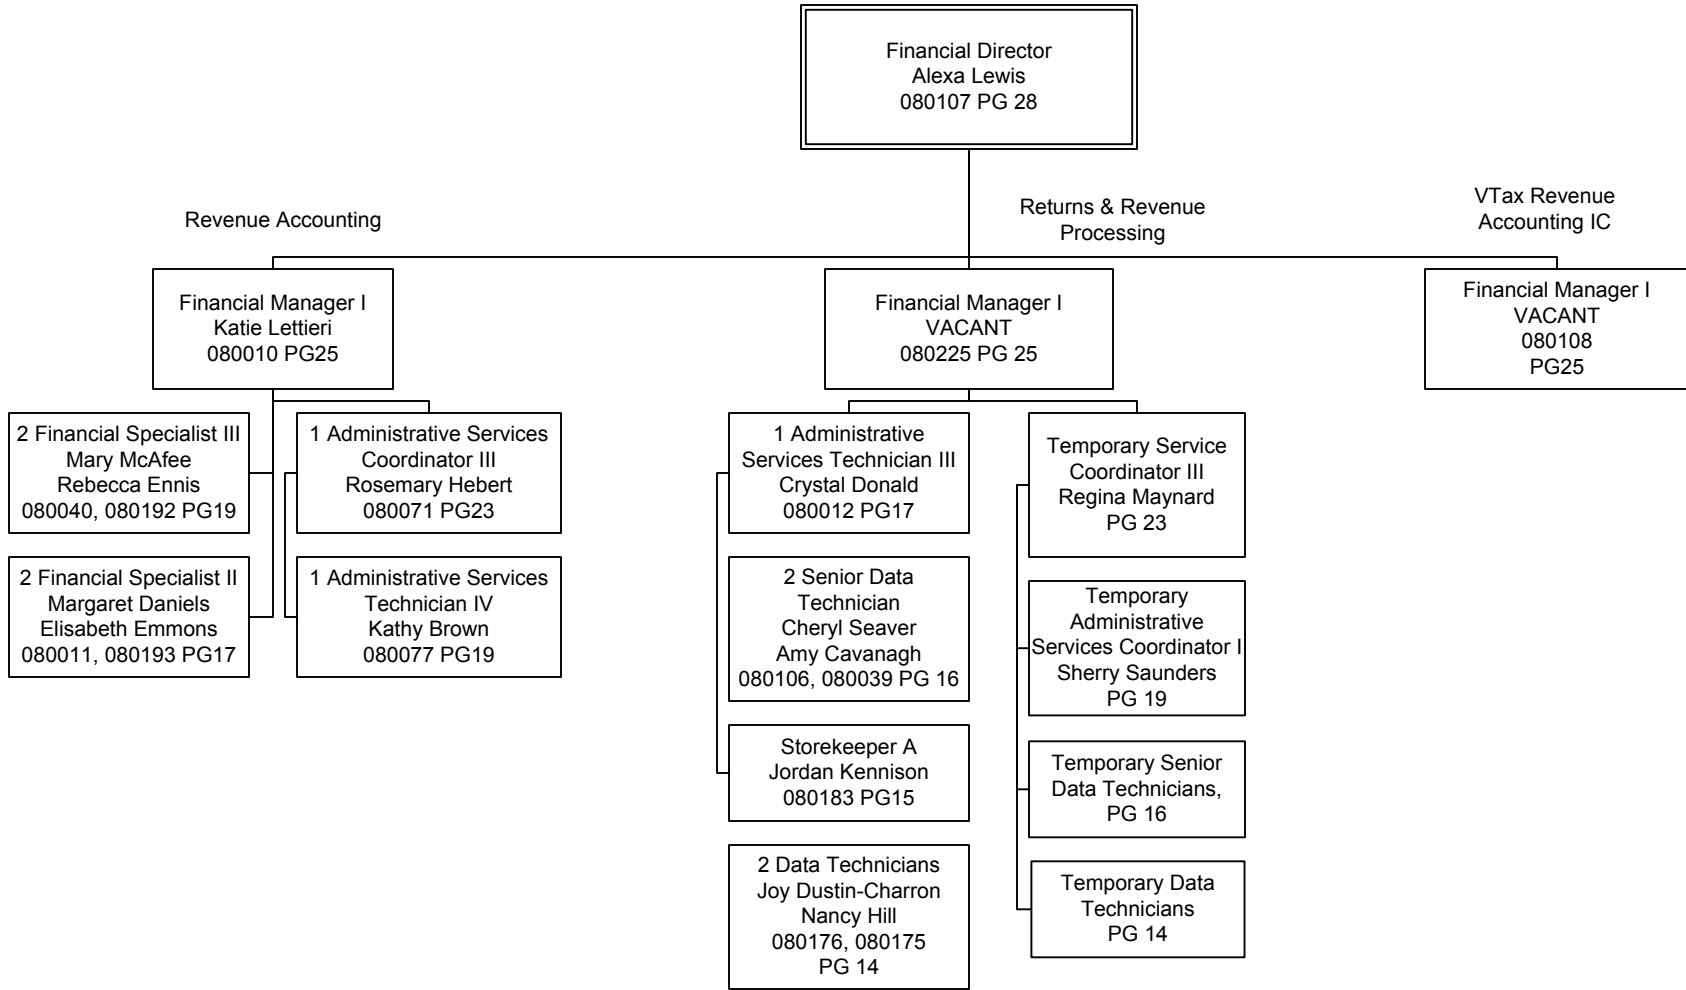 Financial Director
Alexa Lewis
080107 PG 28
Revenue Accounting
Returns & Revenue
Processing
VTax Revenue
Accounting IC
Financial Manager I
Katie Lettieri
080010 PG25
Financial Manager I
VACANT
080225 PG 25
Financial Manager I
VACANT
080108
PG25
2 Financial Specialist III
Mary McAfee
Rebecca Ennis
080040, 080192 PG19
1 Administrative Services
Coordinator III
Rosemary Hebert
080071 PG23
2 Financial Specialist II
Margaret Daniels
Elisabeth Emmons
080011, 080193 PG17
1 Administrative Services
Technician IV
Kathy Brown
080077 PG19
1 Administrative
Services Technician III
Crystal Donald
080012 PG17
2 Senior Data
Technician
Cheryl Seaver
Amy Cavanagh
080106, 080039 PG 16
Storekeeper A
Jordan Kennison
080183 PG15
2 Data Technicians
Joy Dustin-Charron
Nancy Hill
080176, 080175
PG 14
Temporary Service
Coordinator III
Regina Maynard
PG 23
Temporary
Administrative
Services Coordinator I
Sherry Saunders
PG 19
Temporary Senior
Data Technicians,
PG 16
Temporary Data
Technicians
PG 14